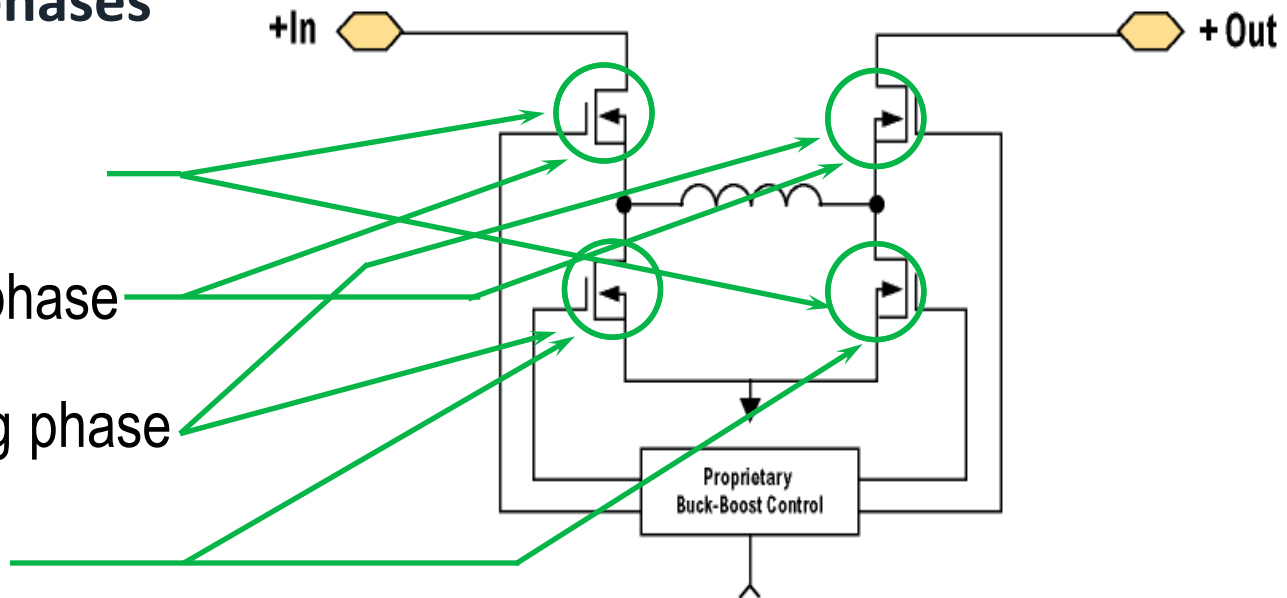 hases
+In
+ Out
phase
g phase
Proprietary
Buck-Boost Control